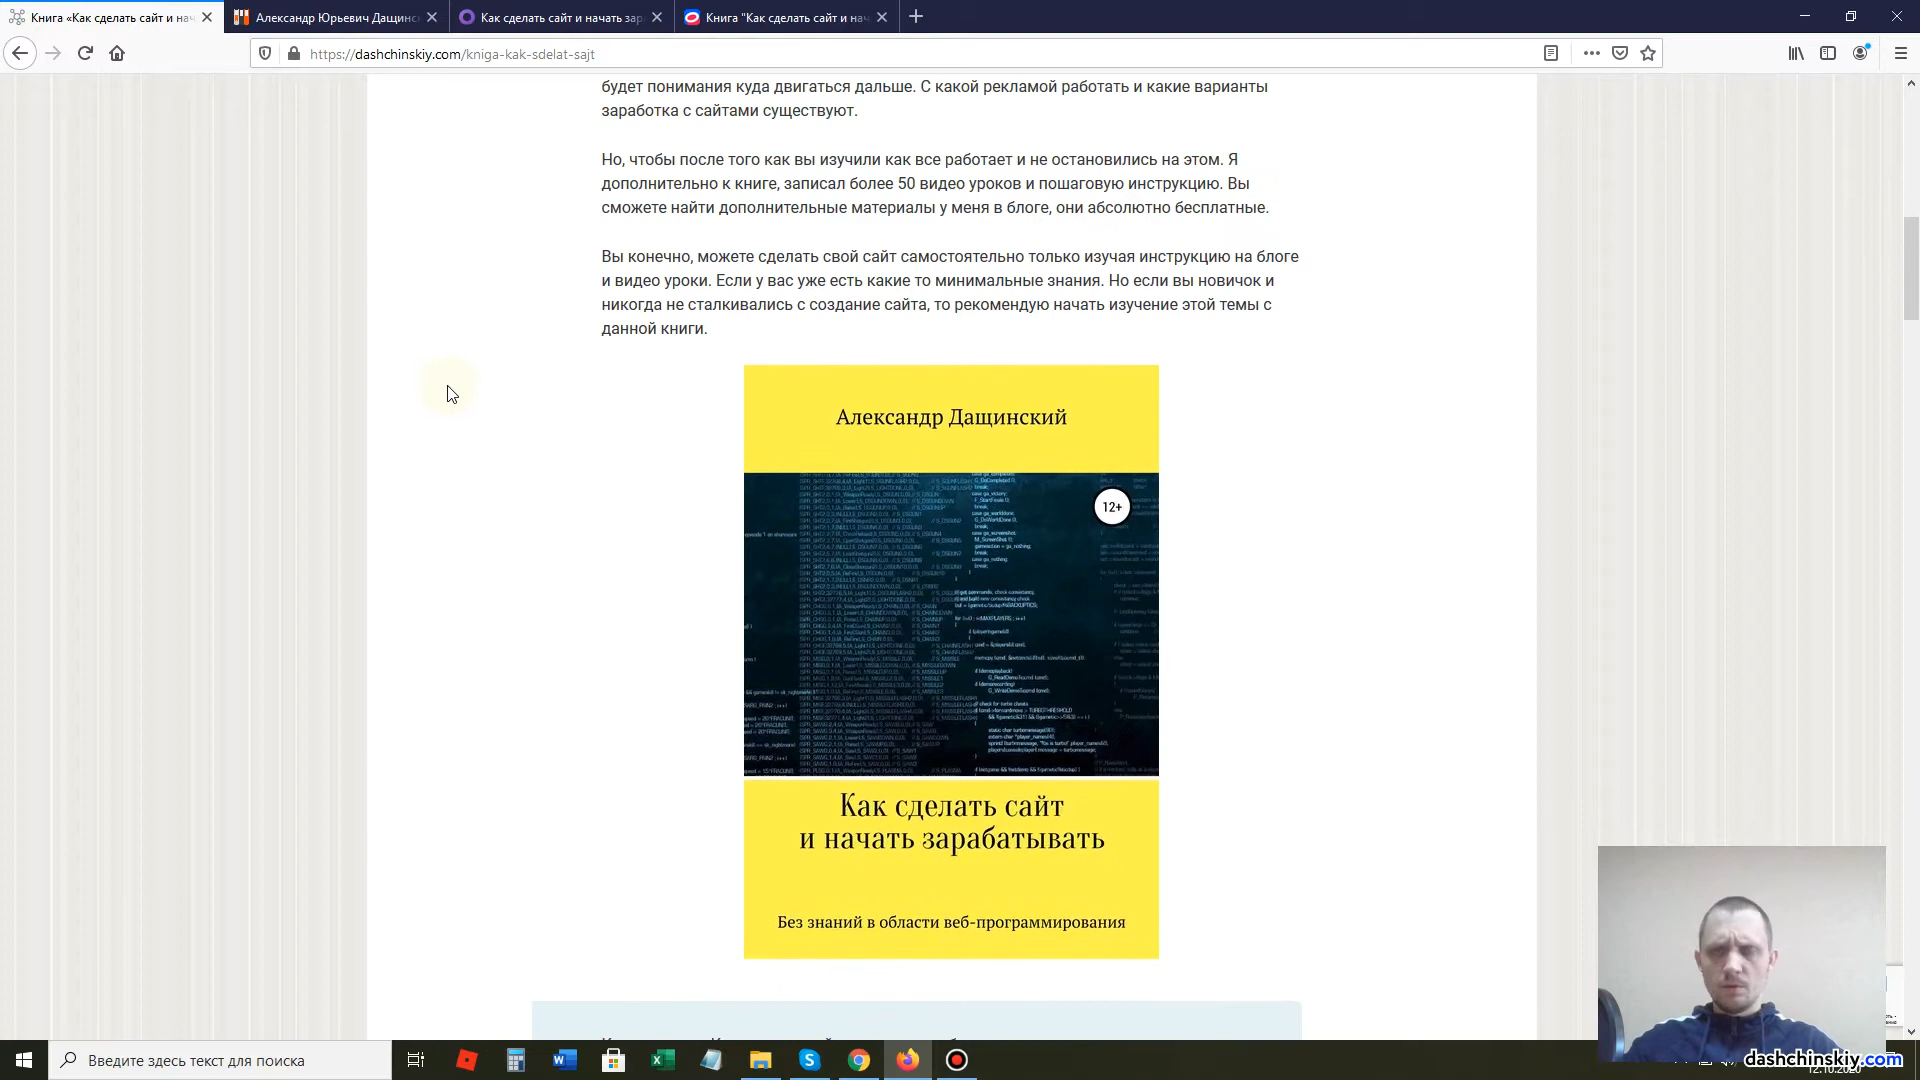 Книга «Как сделать сайт и нач
Александр Юрьевич Дащинс
Как сделать сайт и начать зар
Книга "Как сделать сайт и нач
https://dashchinskiy.com/kniga-kak-sdelat-sajt
будет понимания куда двигаться дальше. С какой рекламой работать и какие варианты
заработка с сайтами существуют.
Но, чтобы после того как вы изучили как все работает и не остановились на этом. Я
дополнительно к книге, записал более 50 видео уроков и пошаговую инструкцию. Вы
сможете найти дополнительные материалы у меня в блоге, они абсолютно бесплатные.
Вы конечно, можете сделать свой сайт самостоятельно только изучая инструкцию на блоге
и видео уроки. Если у вас уже есть какие то минимальные знания. Но если вы новичок и
никогда не сталкивались с создание сайта, то рекомендую начать изучение этой темы с
данной книги.
Александр Дащинский
12+
Как сделать сайт
и начать зарабатывать
Без знаний в области веб-программирования
Введите здесь текст для поиска
dashchinskiy.com
12.10.2020